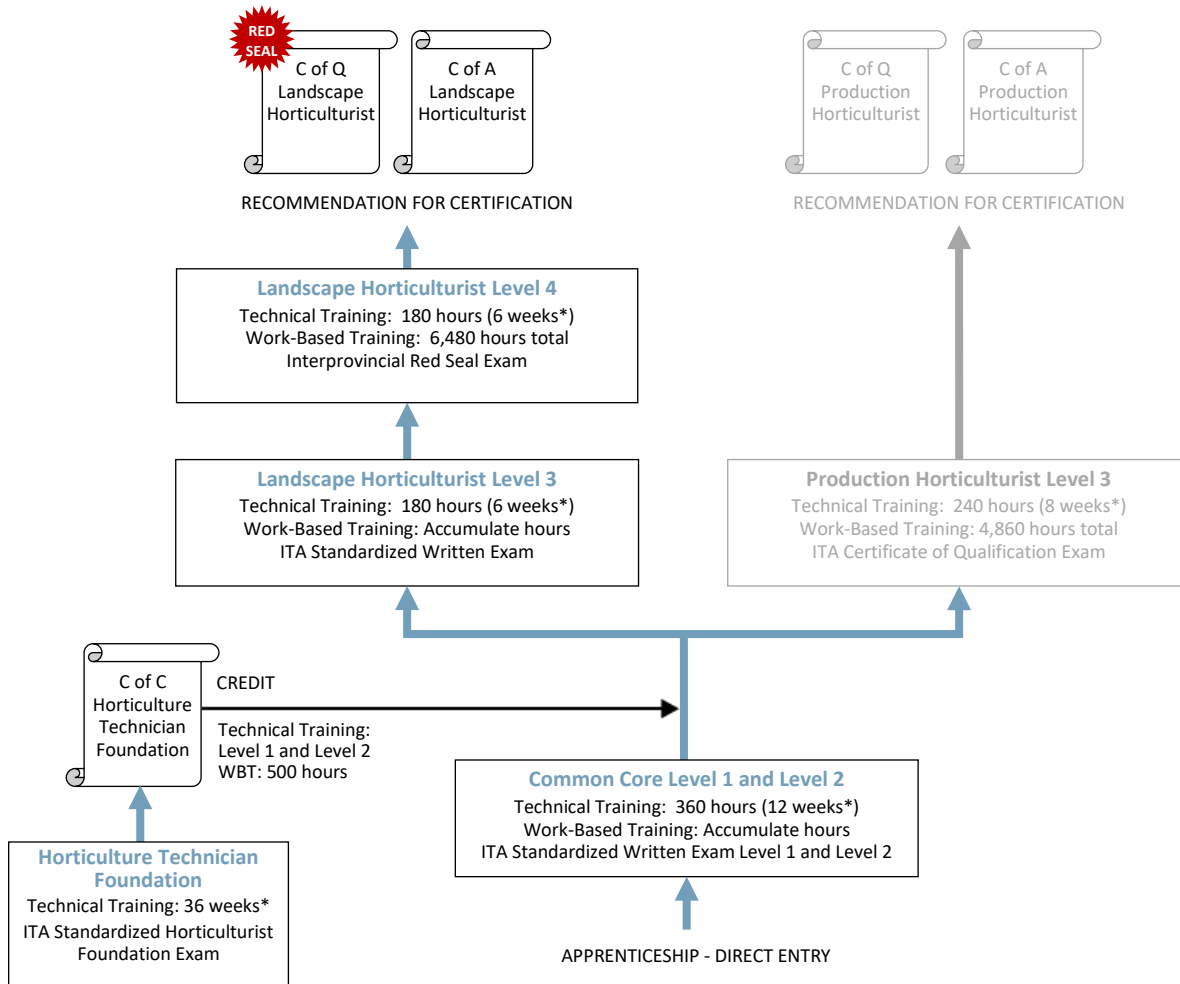 RED
SEAL
C of Q
Landscape
Horticulturist
C of A
Landscape
Horticulturist
C of Q
Production
Horticulturist
C of A
Production
Horticulturist
RECOMMENDATION FOR CERTIFICATION
RECOMMENDATION FOR CERTIFICATION
Landscape Horticulturist Level 4
Technical Training: 180 hours (6 weeks*)
Work-Based Training: 6,480 hours total
Interprovincial Red Seal Exam
Landscape Horticulturist Level 3
Technical Training: 180 hours (6 weeks*)
Work-Based Training: Accumulate hours
ITA Standardized Written Exam
Production Horticulturist Level 3
Technical Training: 240 hours (8 weeks*)
Work-Based Training: 4,860 hours total
ITA Certificate of Qualification Exam
C of C
Horticulture
Technician
Foundation
CREDIT
Technical Training:
Level 1 and Level 2
WBT: 500 hours
Common Core Level 1 and Level 2
Technical Training: 360 hours (12 weeks*)
Work-Based Training: Accumulate hours
ITA Standardized Written Exam Level 1 and Level 2
Horticulture Technician
Foundation
Technical Training: 36 weeks*
ITA Standardized Horticulturist
Foundation Exam
APPRENTICESHIP - DIRECT ENTRY